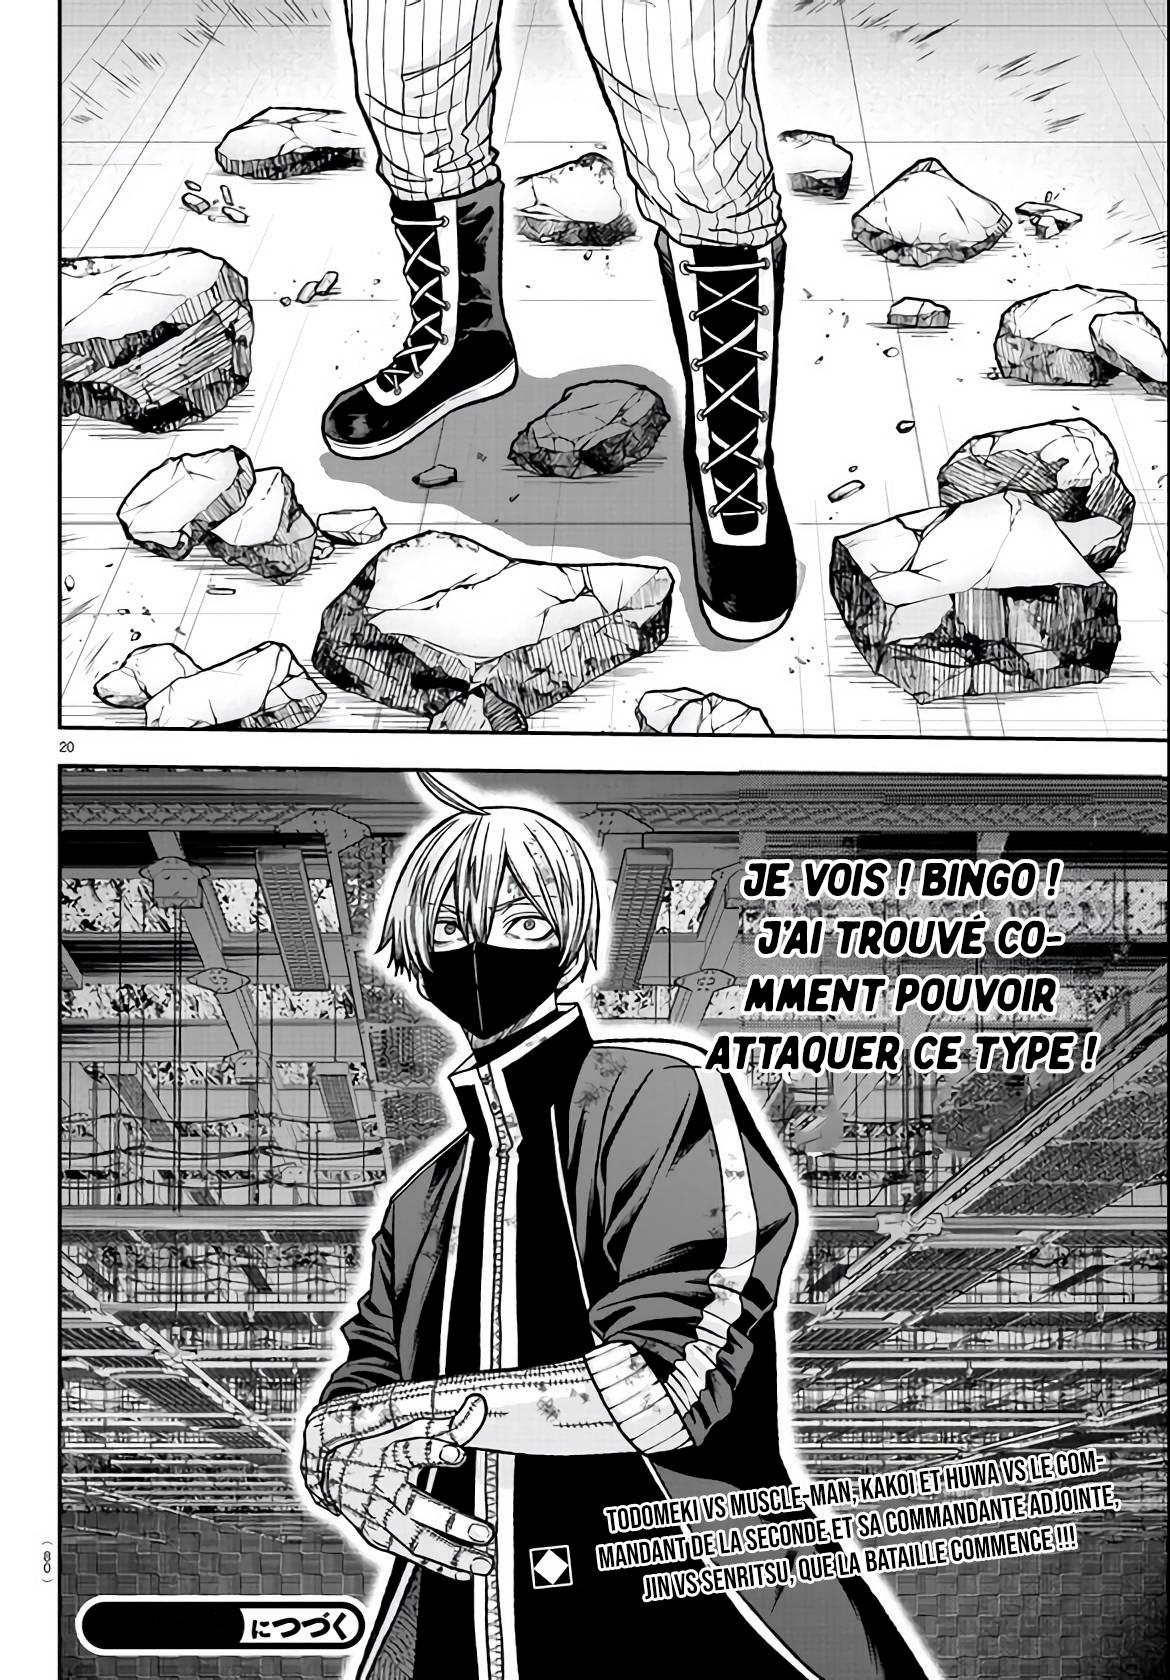 20
JE VOIS ! BINGO !
J'AI TROUVÉ CO-
MMENT POUVOIR
ATTAQUER CE TYPE !
TODOMEKI VS MUSCLE-MAN, KAKOI ET HUWA VS LE COM-
MANDANT DE LA SECONDE ET SA COMMANDANTE ADJOINTE,
JIN VS SENRITSU, QUE LA BATAILLE COMMENCE !!!
(80)
につづく